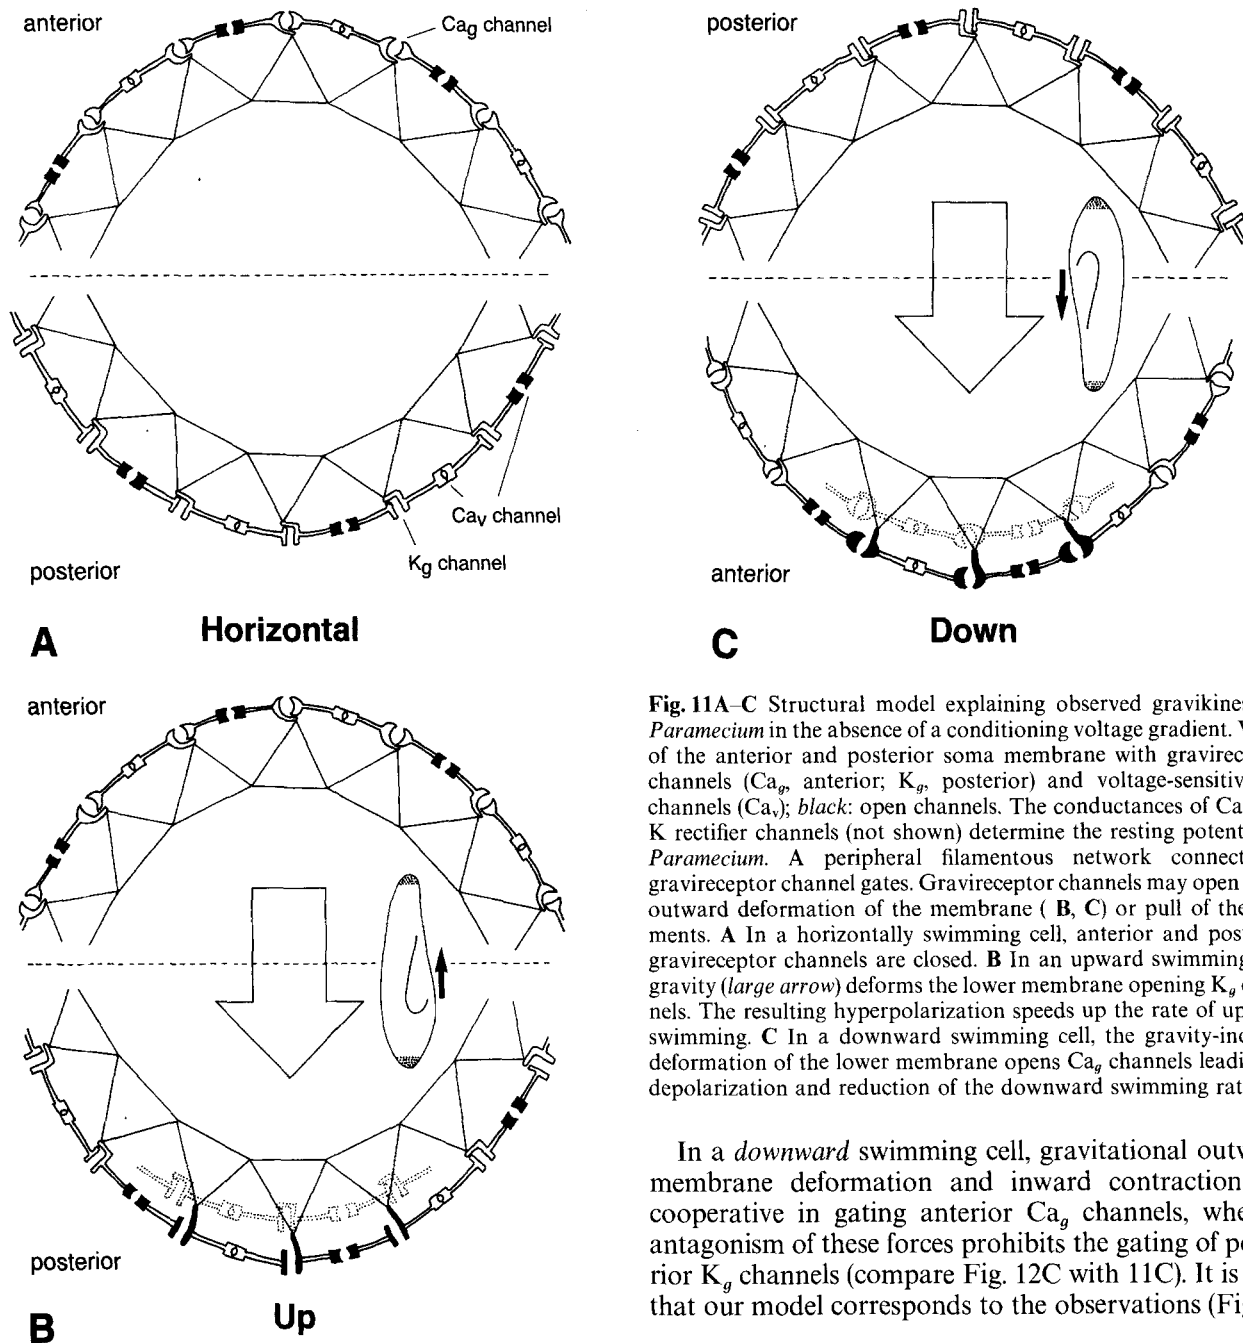 anterior
Cag channel
Cav channel
Kg channel
posterior
A
Horizontal
posterior
anterior
C
Down
anterior
posterior
B
Up
Fig. 11A–C Structural model explaining observed gravikine
Paramecium in the absence of a conditioning voltage gradient.
of the anterior and posterior soma membrane with gravirec
channels (Cag, anterior; Kg, posterior) and voltage-sensitiv
channels (Cav); black: open channels. The conductances of Ca
K rectifier channels (not shown) determine the resting potent
Paramecium. A peripheral filamentous network connect
gravireceptor channel gates. Gravireceptor channels may open
outward deformation of the membrane ( B, C) or pull of the
ments. A In a horizontally swimming cell, anterior and pos
gravireceptor channels are closed. B In an upward swimming
gravity (large arrow) deforms the lower membrane opening Kg
nels. The resulting hyperpolarization speeds up the rate of up
swimming. C In a downward swimming cell, the gravity-in
deformation of the lower membrane opens Cag channels leadi
depolarization and reduction of the downward swimming rat
In a downward swimming cell, gravitational outv
membrane deformation and inward contraction
cooperative in gating anterior Cag channels, whe
antagonism of these forces prohibits the gating of po
rior Kg channels (compare Fig. 12C with 11C). It is
that our model corresponds to the observations (Fig